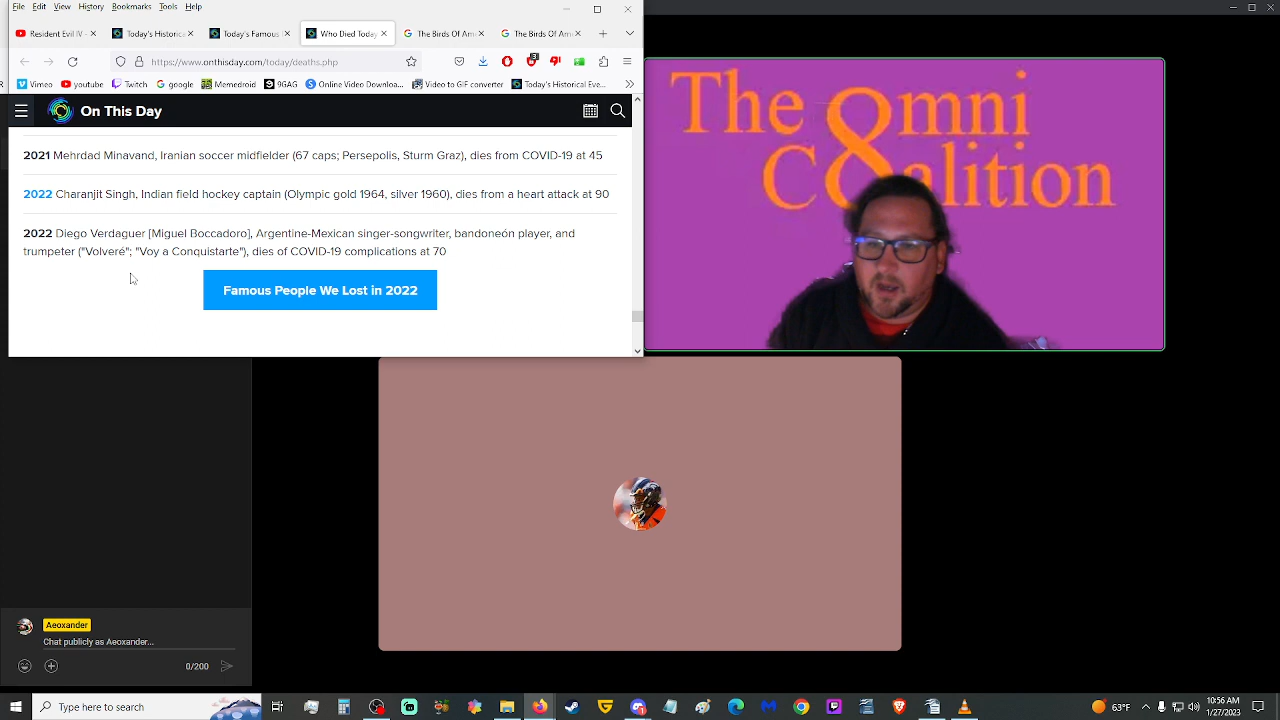 File Edit View History Bookmarks Tools Help
Resident Evil IV –
Today's Historica
Today's Famous
Who Died Today
The Birds Of Am
The Birds Of Am
https://www.onthisday.com/today/deaths.php
Vimeo
youtube
Twitch
google
Memedroid
9GAG
Online Video Downloa...
Video to GIF converter
Today's Historical Eve...
On This Day
2021 Mehrdad Minavand, Iranian soccer midfielder (67 caps; Persepolis, Sturm Graz), dies from COVID-19 at 45
2022 Charanjit Singh, Indian field hockey captain (Olympic gold 1964, silver 1960), dies from a heart attack at 90
2022 Diego Verdaguer [Miguel Boccadoro], Argentine-Mexican singer-songwriter, bandoneón player, and
trumpeter ("Volveré"; "Voy a Conquistarte"), dies of COVID-19 complications at 70
Famous People We Lost in 2022
The 8mni
C8alition
Aeoxander
Chat publicly as Aeoxander...
0/200
Type here to search
63°F
10:56 AM
1/27/2023